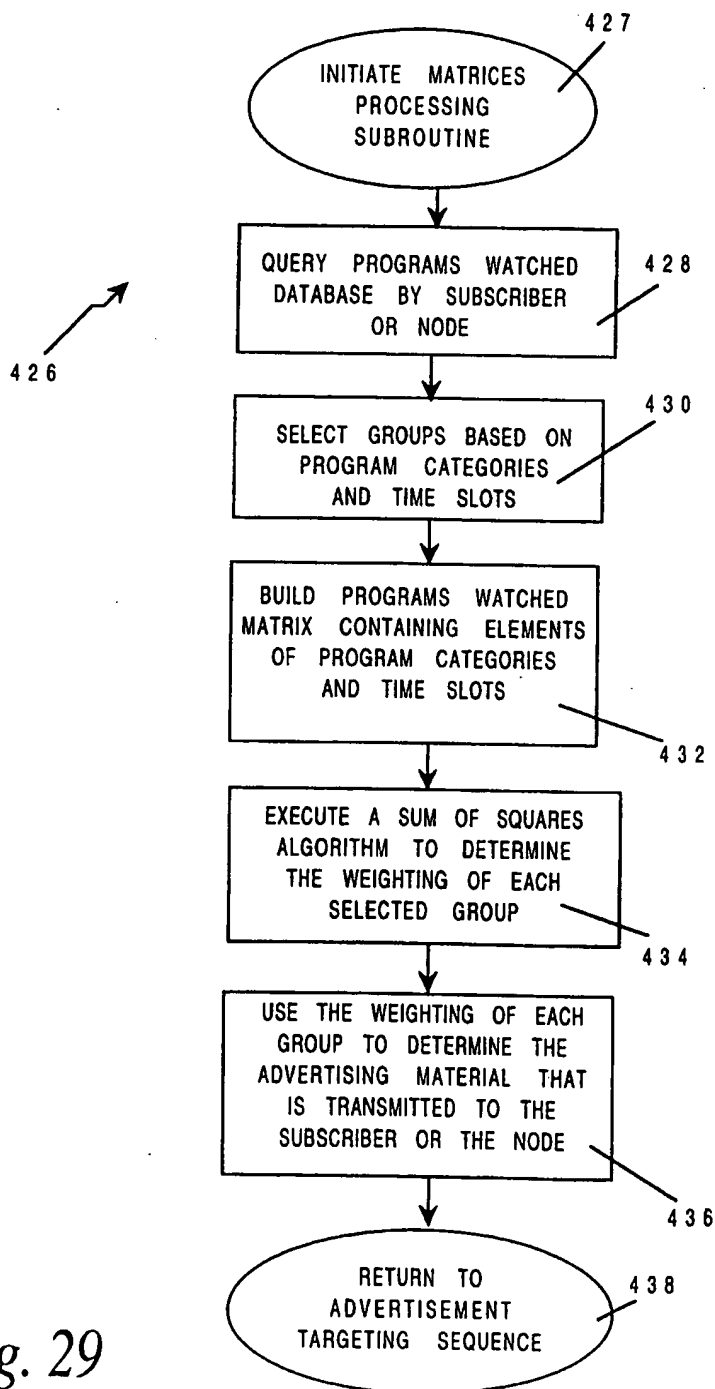 427
INITIATE MATRICES
PROCESSING
SUBROUTINE
QUERY PROGRAMS WATCHED
DATABASE BY SUBSCRIBER
OR NODE
428
426
430
SELECT GROUPS BASED ON
PROGRAM CATEGORIES
AND TIME SLOTS
BUILD PROGRAMS WATCHED
MATRIX CONTAINING ELEMENTS
OF PROGRAM CATEGORIES
AND TIME SLOTS
432
EXECUTE A SUM OF SQUARES
ALGORITHM TO DETERMINE
THE WEIGHTING OF EACH
SELECTED GROUP
434
USE THE WEIGHTING OF EACH
GROUP TO DETERMINE THE
ADVERTISING MATERIAL THAT
IS TRANSMITTED TO THE
SUBSCRIBER OR THE NODE
436
RETURN TO
ADVERTISEMENT
TARGETING SEQUENCE
438
g. 29